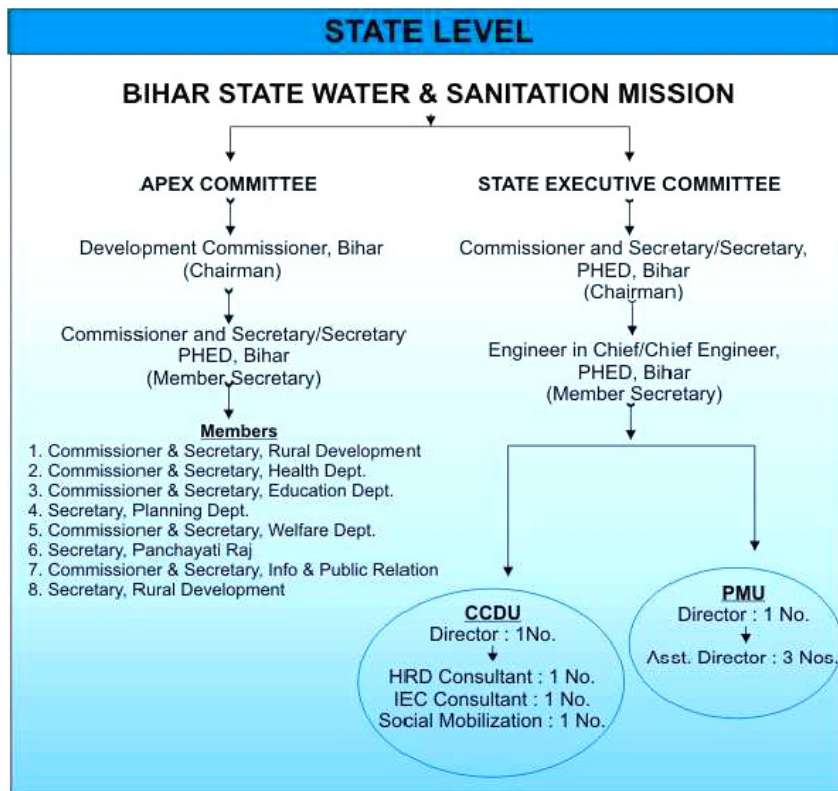 STATE LEVEL
BIHAR STATE WATER & SANITATION MISSION
APEX COMMITTEE
Development Commissioner, Bihar
(Chairman)
Commissioner and Secretary/Secretary
PHED, Bihar
(Member Secretary)
Members
1. Commissioner & Secretary, Rural Development
2. Commissioner & Secretary, Health Dept.
3. Commissioner & Secretary, Education Dept.
4. Secretary, Planning Dept.
5. Commissioner & Secretary, Welfare Dept.
6. Secretary, Panchayati Raj
7. Commissioner & Secretary, Info & Public Relation
8. Secretary, Rural Development
STATE EXECUTIVE COMMITTEE
Commissioner and Secretary/Secretary,
PHED, Bihar
(Chairman)
Engineer in Chief/Chief Engineer,
PHED, Bihar
(Member Secretary)
CCDU
Director : 1No.
HRD Consultant : 1 No.
IEC Consultant : 1 No.
Social Mobilization : 1 No.
PMU
Director : 1 No.
Asst. Director : 3 Nos.